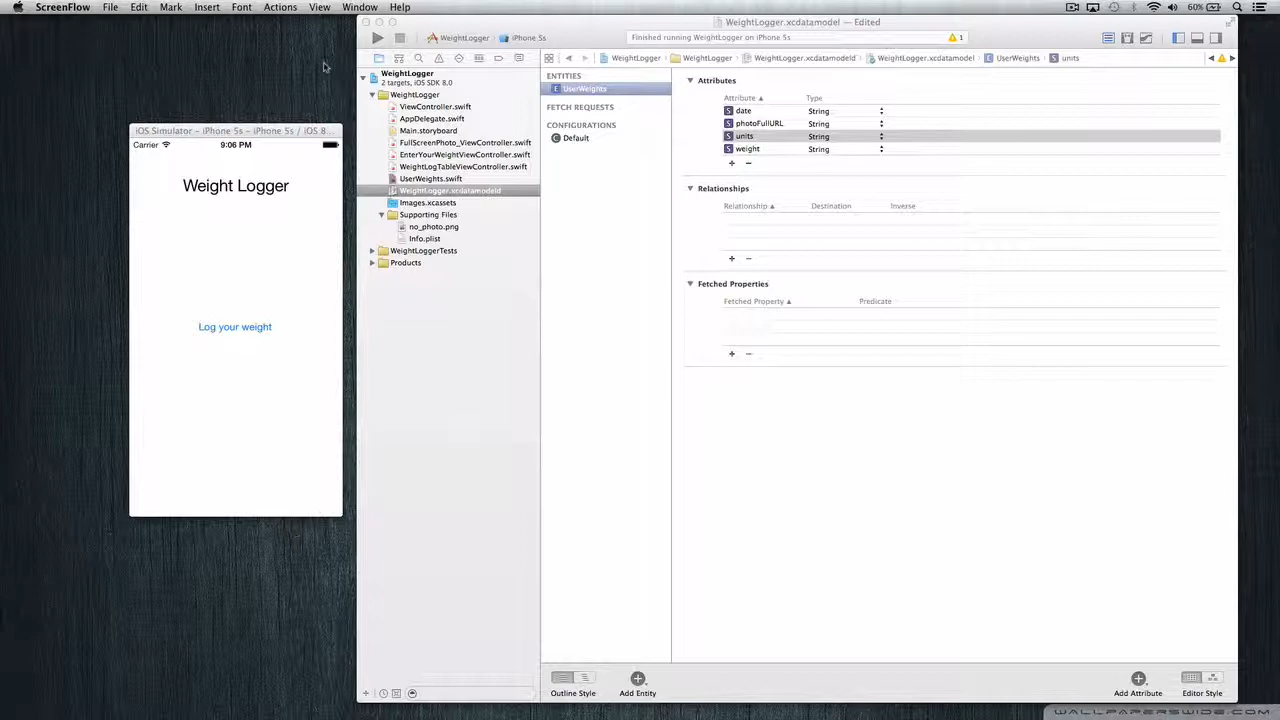 ScreenFlow File Edit Mark Insert Font Actions View Window Help 60%
WeightLogger.xcdatamodel — Edited
WeightLogger iPhone 5s Finished running WeightLogger on iPhone 5s 1
WeightLogger WeightLogger WeightLogger.xcdatamodeld WeightLogger.xcdatamodel E UserWeights S units
WeightLogger
2 targets, iOS SDK 8.0
WeightLogger
ViewController.swift
AppDelegate.swift
Main.storyboard
FullScreenPhoto_ViewController.swift
EnterYourWeightViewController.swift
WeightLogTableViewController.swift
UserWeights.swift
WeightLogger.xcdatamodeld
Images.xcassets
Supporting Files
no_photo.png
Info.plist
WeightLoggerTests
Products
iOS Simulator – iPhone 5s – iPhone 5s / iOS 8...
Carrier 9:06 PM
Weight Logger
Log your weight
ENTITIES
E UserWeights
FETCH REQUESTS
CONFIGURATIONS
C Default
Attributes
Attribute Type
S date String
S photoFullURL String
S units String
S weight String
+ −
Relationships
Relationship Destination Inverse
+ −
Fetched Properties
Fetched Property Predicate
+ −
Outline Style Add Entity Add Attribute Editor Style
WALLPAPERSWIDE.COM